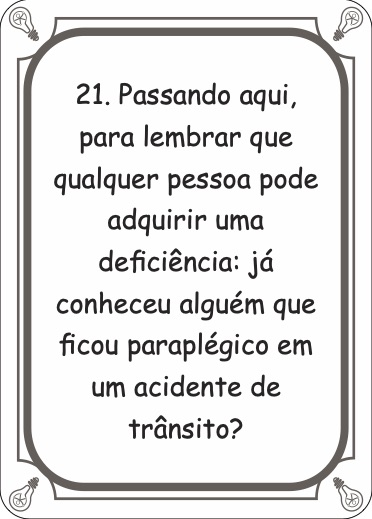 21. Passando aqui,
para lembrar que
qualquer pessoa pode
adquirir uma
deficiência: já
conheceu alguém que
ficou paraplégico em
um acidente de
trânsito?